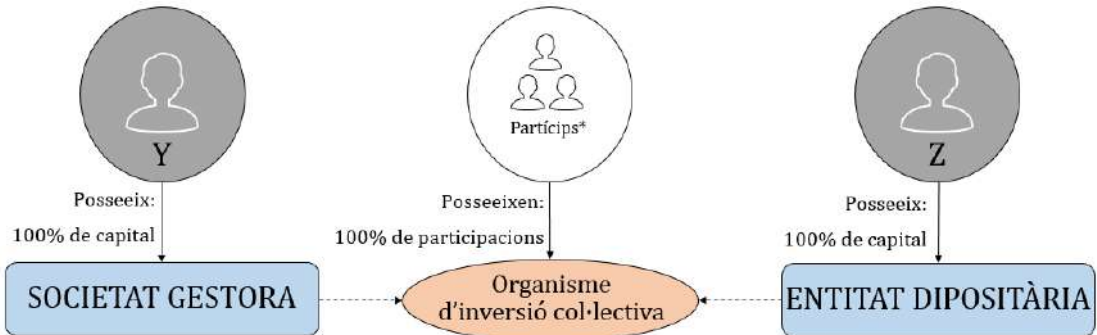 Y
Partícips*
Z
Posseeix:
100% de capital
Posseeixen:
100% de participacions
Posseeix:
100% de capital
SOCIETAT GESTORA
Organisme
d'inversió col·lectiva
ENTITAT DIPOSITÀRIA